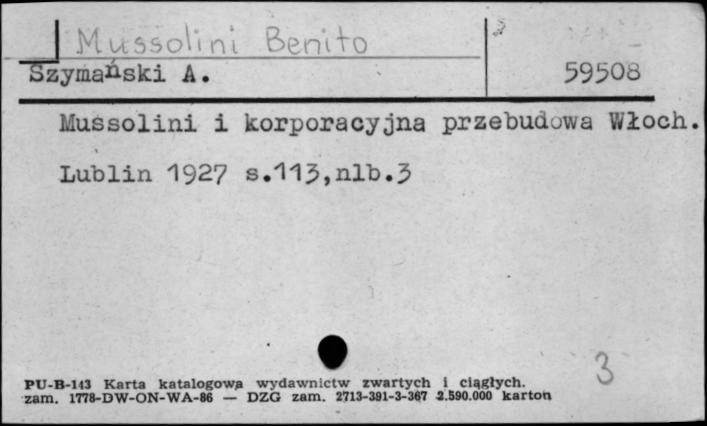 Mussolini Benito
Szymański A.
59508
Mussolini i korporacyjna przebudowa Włoch.
Lublin 1927 s.113,nlb.3
3
PU-B-143 Karta katalogowa wydawnictw zwartych i ciągłych.
zam. 1778-DW-ON-WA-86 — DZG zam. 2713-391-3-367 2.590.000 karton